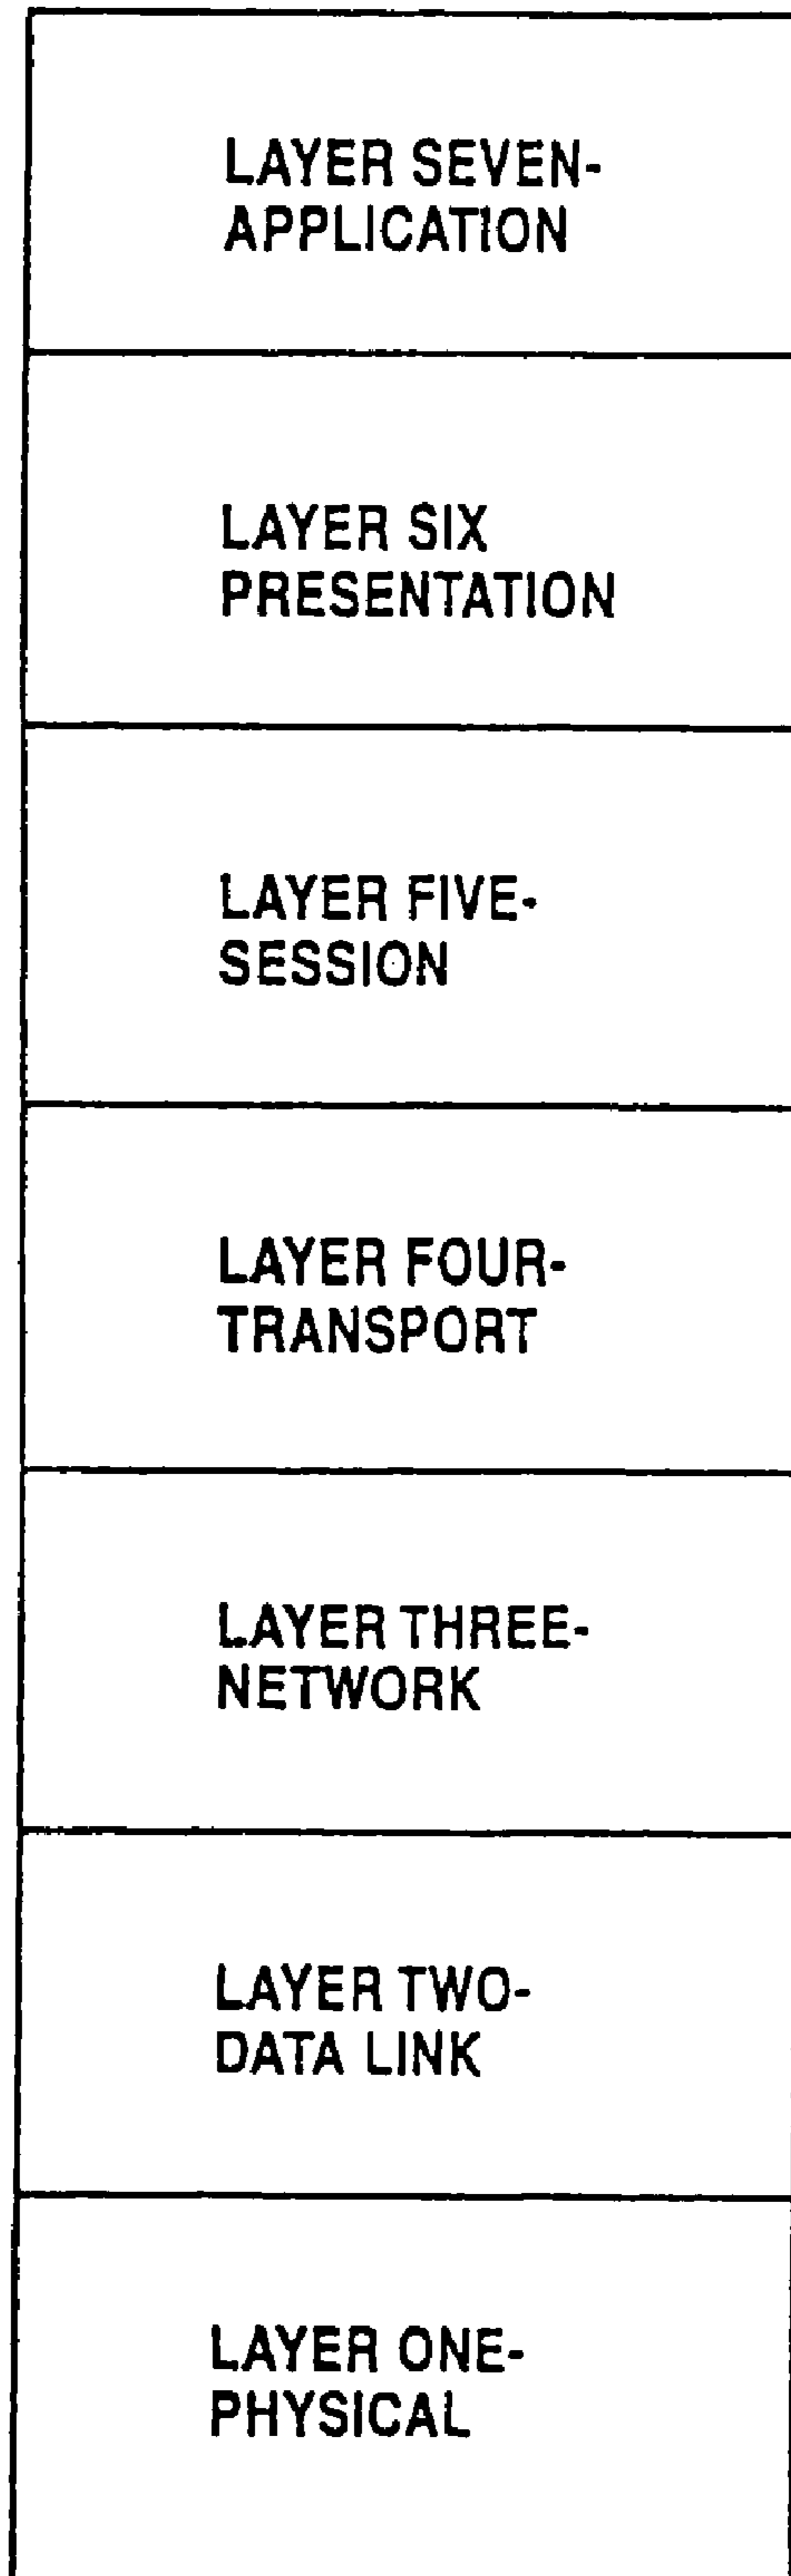 LAYER SEVEN-
APPLICATION
LAYER SIX
PRESENTATION
LAYER FIVE-
SESSION
LAYER FOUR-
TRANSPORT
LAYER THREE-
NETWORK
LAYER TWO-
DATA LINK
LAYER ONE-
PHYSICAL